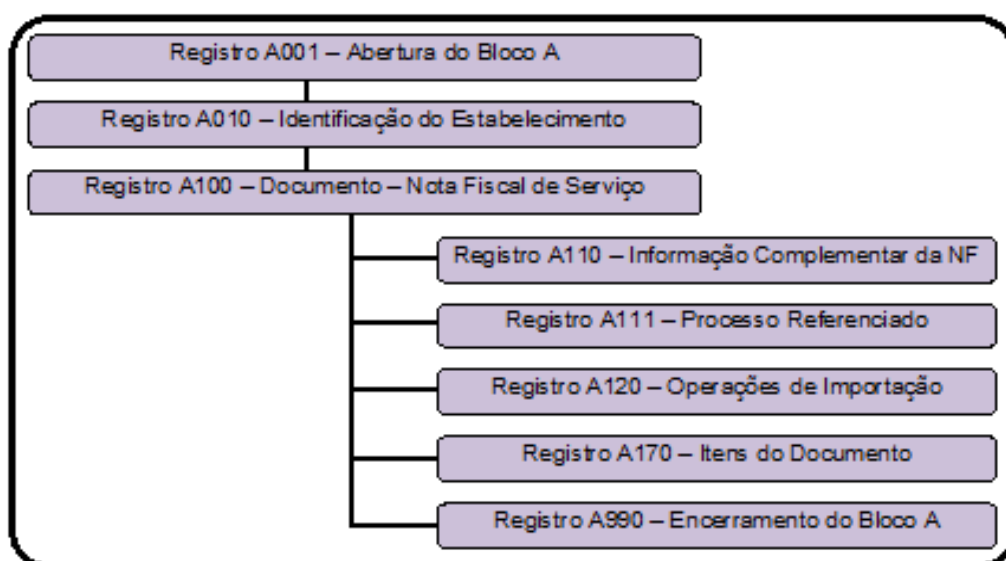 Registro A001 – Abertura do Bloco A
Registro A010 – Identificação do Estabelecimento
Registro A100 – Documento – Nota Fiscal de Serviço
Registro A110 – Informação Complementar da NF
Registro A111 – Processo Referenciado
Registro A120 – Operações de Importação
Registro A170 – Itens do Documento
Registro A990 – Encerramento do Bloco A